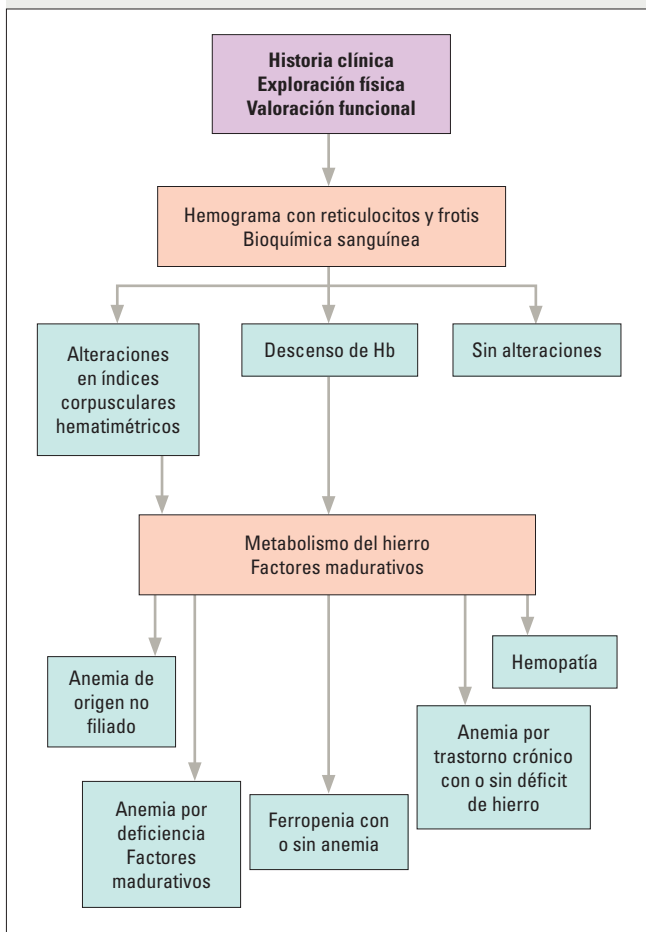 Historia clínica
Exploración física
Valoración funcional
Hemograma con reticulocitos y frotis
Bioquímica sanguínea
Alteraciones
en índices
corpusculares
hematimétricos
Descenso de Hb
Sin alteraciones
Metabolismo del hierro
Factores madurativos
Anemia de
origen no
filiado
Anemia por
deficiencia
Factores
madurativos
Ferropenia con
o sin anemia
Anemia por
trastorno crónico
con o sin déficit
de hierro
Hemopatía